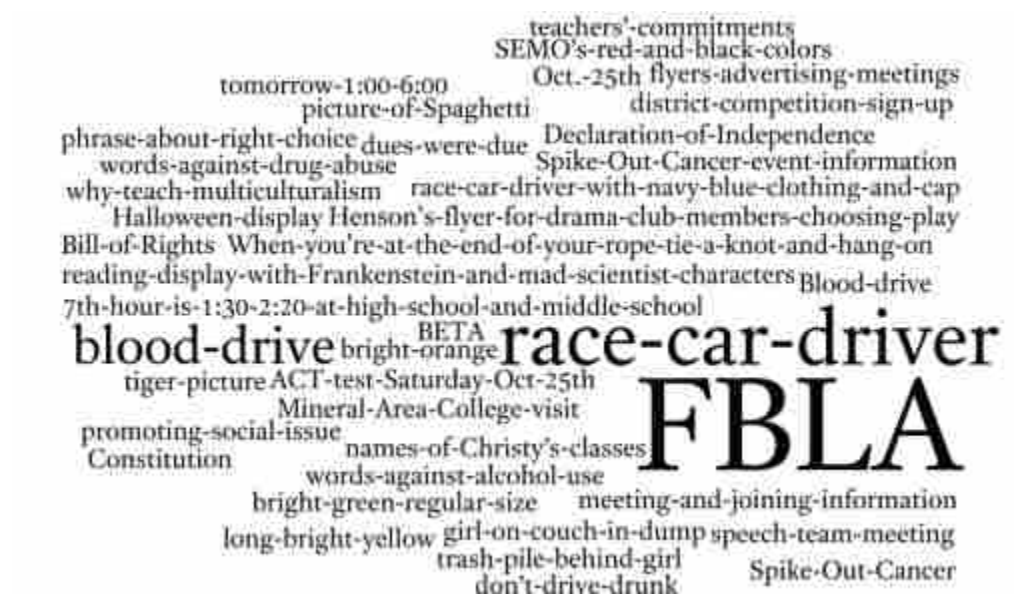 teachers'-commitments
SEMO's-red-and-black-colors
tomorrow-1:00-6:00 Oct.-25th flyers-advertising-meetings
picture-of-Spaghetti district-competition-sign-up
phrase-about-right-choice dues-were-due Declaration-of-Independence
words-against-drug-abuse Spike-Out-Cancer-event-information
why-teach-multiculturalism race-car-driver-with-navy-blue-clothing-and-cap
Halloween-display Henson's-flyer-for-drama-club-members-choosing-play
Bill-of-Rights When-you're-at-the-end-of-your-rope-tie-a-knot-and-hang-on
reading-display-with-Frankenstein-and-mad-scientist-characters Blood-drive
7th-hour-is-1:30-2:20-at-high-school-and-middle-school
blood-drive BETA race-car-driver
bright-orange
tiger-picture ACT-test-Saturday-Oct-25th
FBLA
Mineral-Area-College-visit
promoting-social-issue names-of-Christy's-classes
Constitution
words-against-alcohol-use
bright-green-regular-size meeting-and-joining-information
long-bright-yellow girl-on-couch-in-dump speech-team-meeting
trash-pile-behind-girl Spike-Out-Cancer
don't-drive-drunk